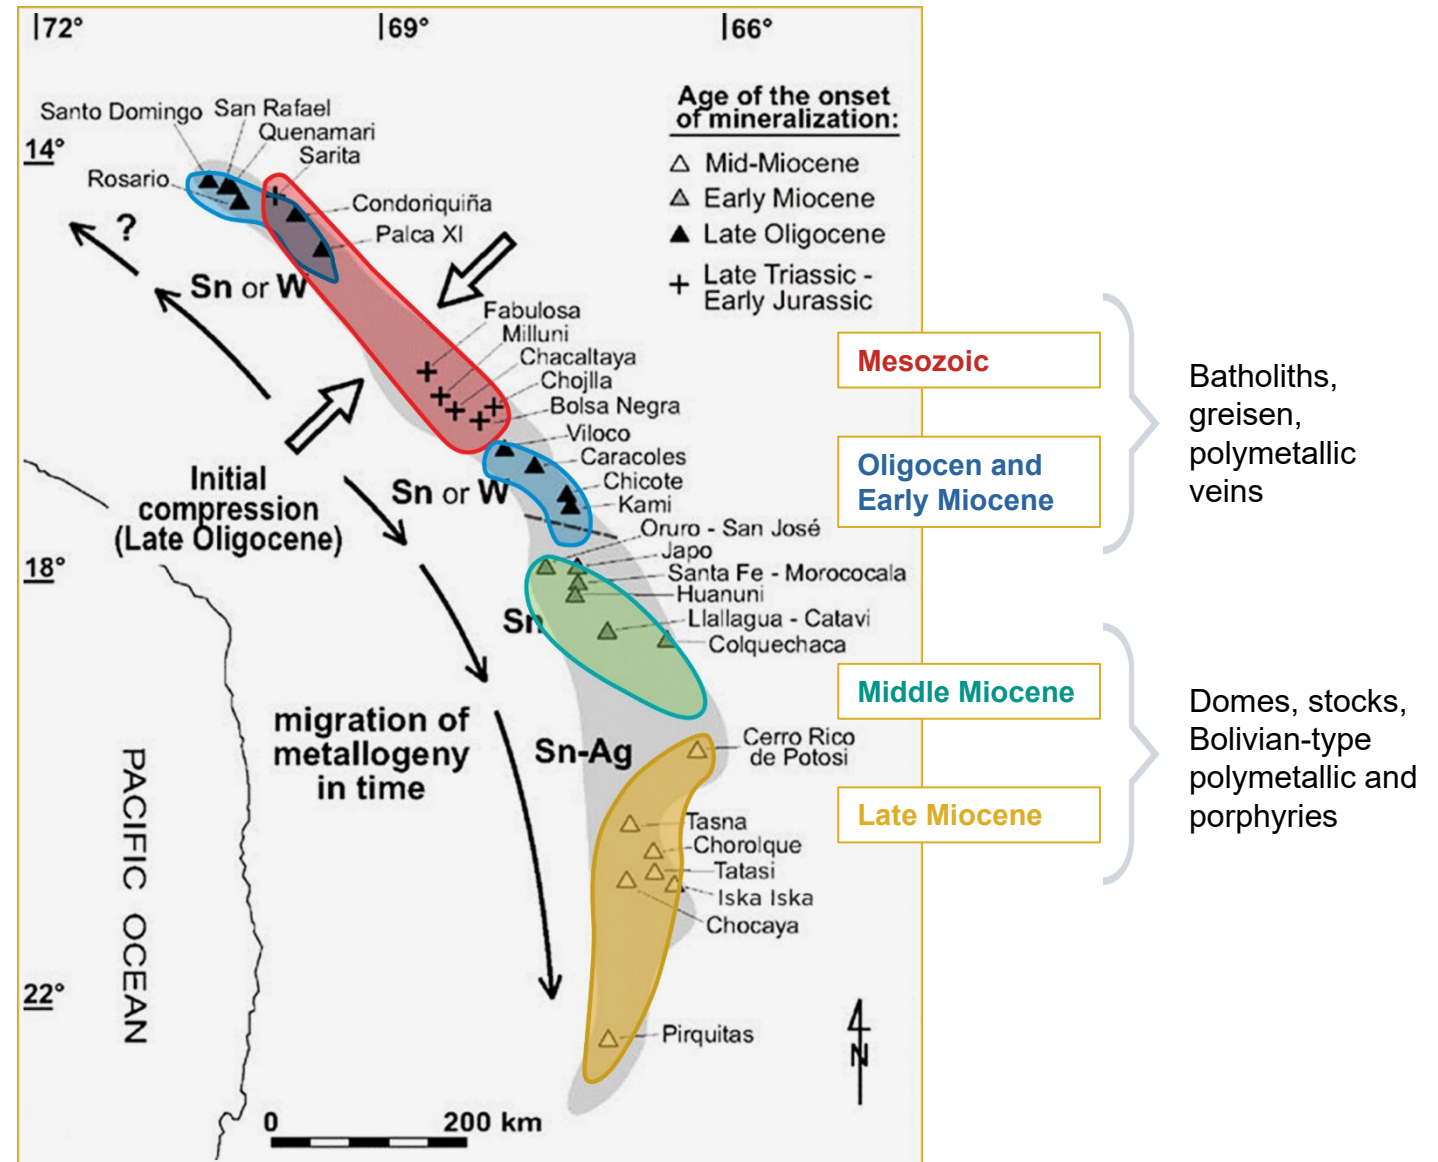 72°
69°
66°
14°
18°
22°
Santo Domingo
San Rafael
Quenamari
Sarita
Rosario
Condoriquiña
Palca XI
?
Sn or W
Age of the onset
of mineralization:
Mid-Miocene
Early Miocene
Late Oligocene
Late Triassic -
Early Jurassic
Fabulosa
Milluni
Chacaltaya
Chojlla
Bolsa Negra
Viloco
Caracoles
Chicote
Kami
Initial
compression
(Late Oligocene)
Sn or W
Oruro - San José
Japo
Santa Fe - Morococala
Huanuni
Llallagua - Catavi
Colquechaca
Sn
migration of
metallogeny
in time
Sn-Ag
Cerro Rico
de Potosi
Tasna
Chorolque
Tatasi
Iska Iska
Chocaya
Pirquitas
PACIFIC OCEAN
N
0
200 km
Mesozoic
Oligocen and
Early Miocene
Batholiths,
greisen,
polymetallic
veins
Middle Miocene
Late Miocene
Domes, stocks,
Bolivian-type
polymetallic and
porphyries